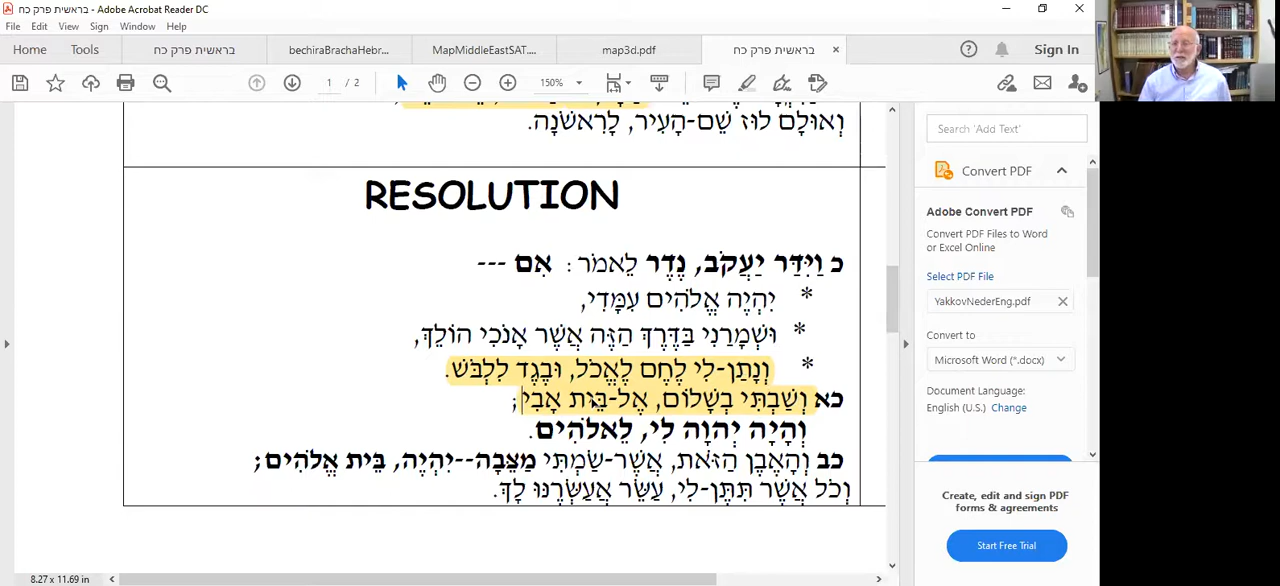 בראשית פרק כח - Adobe Acrobat Reader DC
File Edit View Sign Window Help
Home Tools בראשית פרק כח bechiraBrachaHebr... MapMiddleEastSAT.... map3d.pdf בראשית פרק כח × Sign In
1 / 2 150%
וְאוּלָם לוּז שֵׁם-הָעִיר, לָרִאשֹׁנָה.
RESOLUTION
כ וַיִּדַּר יַעֲקֹב, נֶדֶר לֵאמֹר : אִם ---
* יִהְיֶה אֱלֹהִים עִמָּדִי,
* וּשְׁמָרַנִי בַּדֶּרֶךְ הַזֶּה אֲשֶׁר אָנֹכִי הוֹלֵךְ,
* וְנָתַן-לִי לֶחֶם לֶאֱכֹל, וּבֶגֶד לִלְבֹּשׁ.
כא וְשַׁבְתִּי בְשָׁלוֹם, אֶל-בֵּית אָבִי;
וְהָיָה יְהוָה לִי, לֵאלֹהִים.
כב וְהָאֶבֶן הַזֹּאת, אֲשֶׁר-שַׂמְתִּי מַצֵּבָה--יִהְיֶה, בֵּית אֱלֹהִים;
וְכֹל אֲשֶׁר תִּתֶּן-לִי, עַשֵּׂר אֲעַשְּׂרֶנּוּ לָךְ.
8.27 x 11.69 in
Search 'Add Text'
Convert PDF
Adobe Convert PDF
Convert PDF Files to Word
or Excel Online
Select PDF File
YakkovNederEng.pdf
Convert to
Microsoft Word (*.docx)
Document Language:
English (U.S.) Change
Create, edit and sign PDF
forms & agreements
Start Free Trial